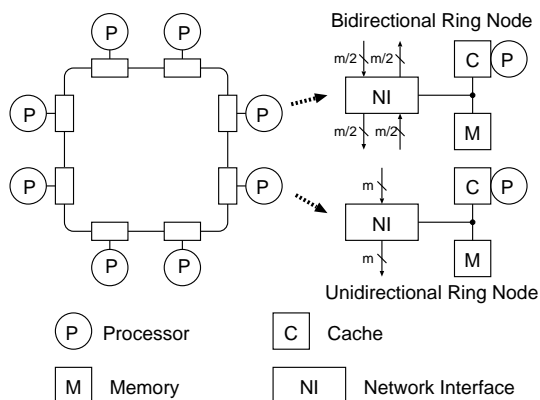 Bidirectional Ring Node
P P
m/2 m/2
C P
P P
NI
m/2 m/2
M
P P
m
C P
NI
P P
m
M
Unidirectional Ring Node
P Processor
C Cache
M Memory
NI Network Interface